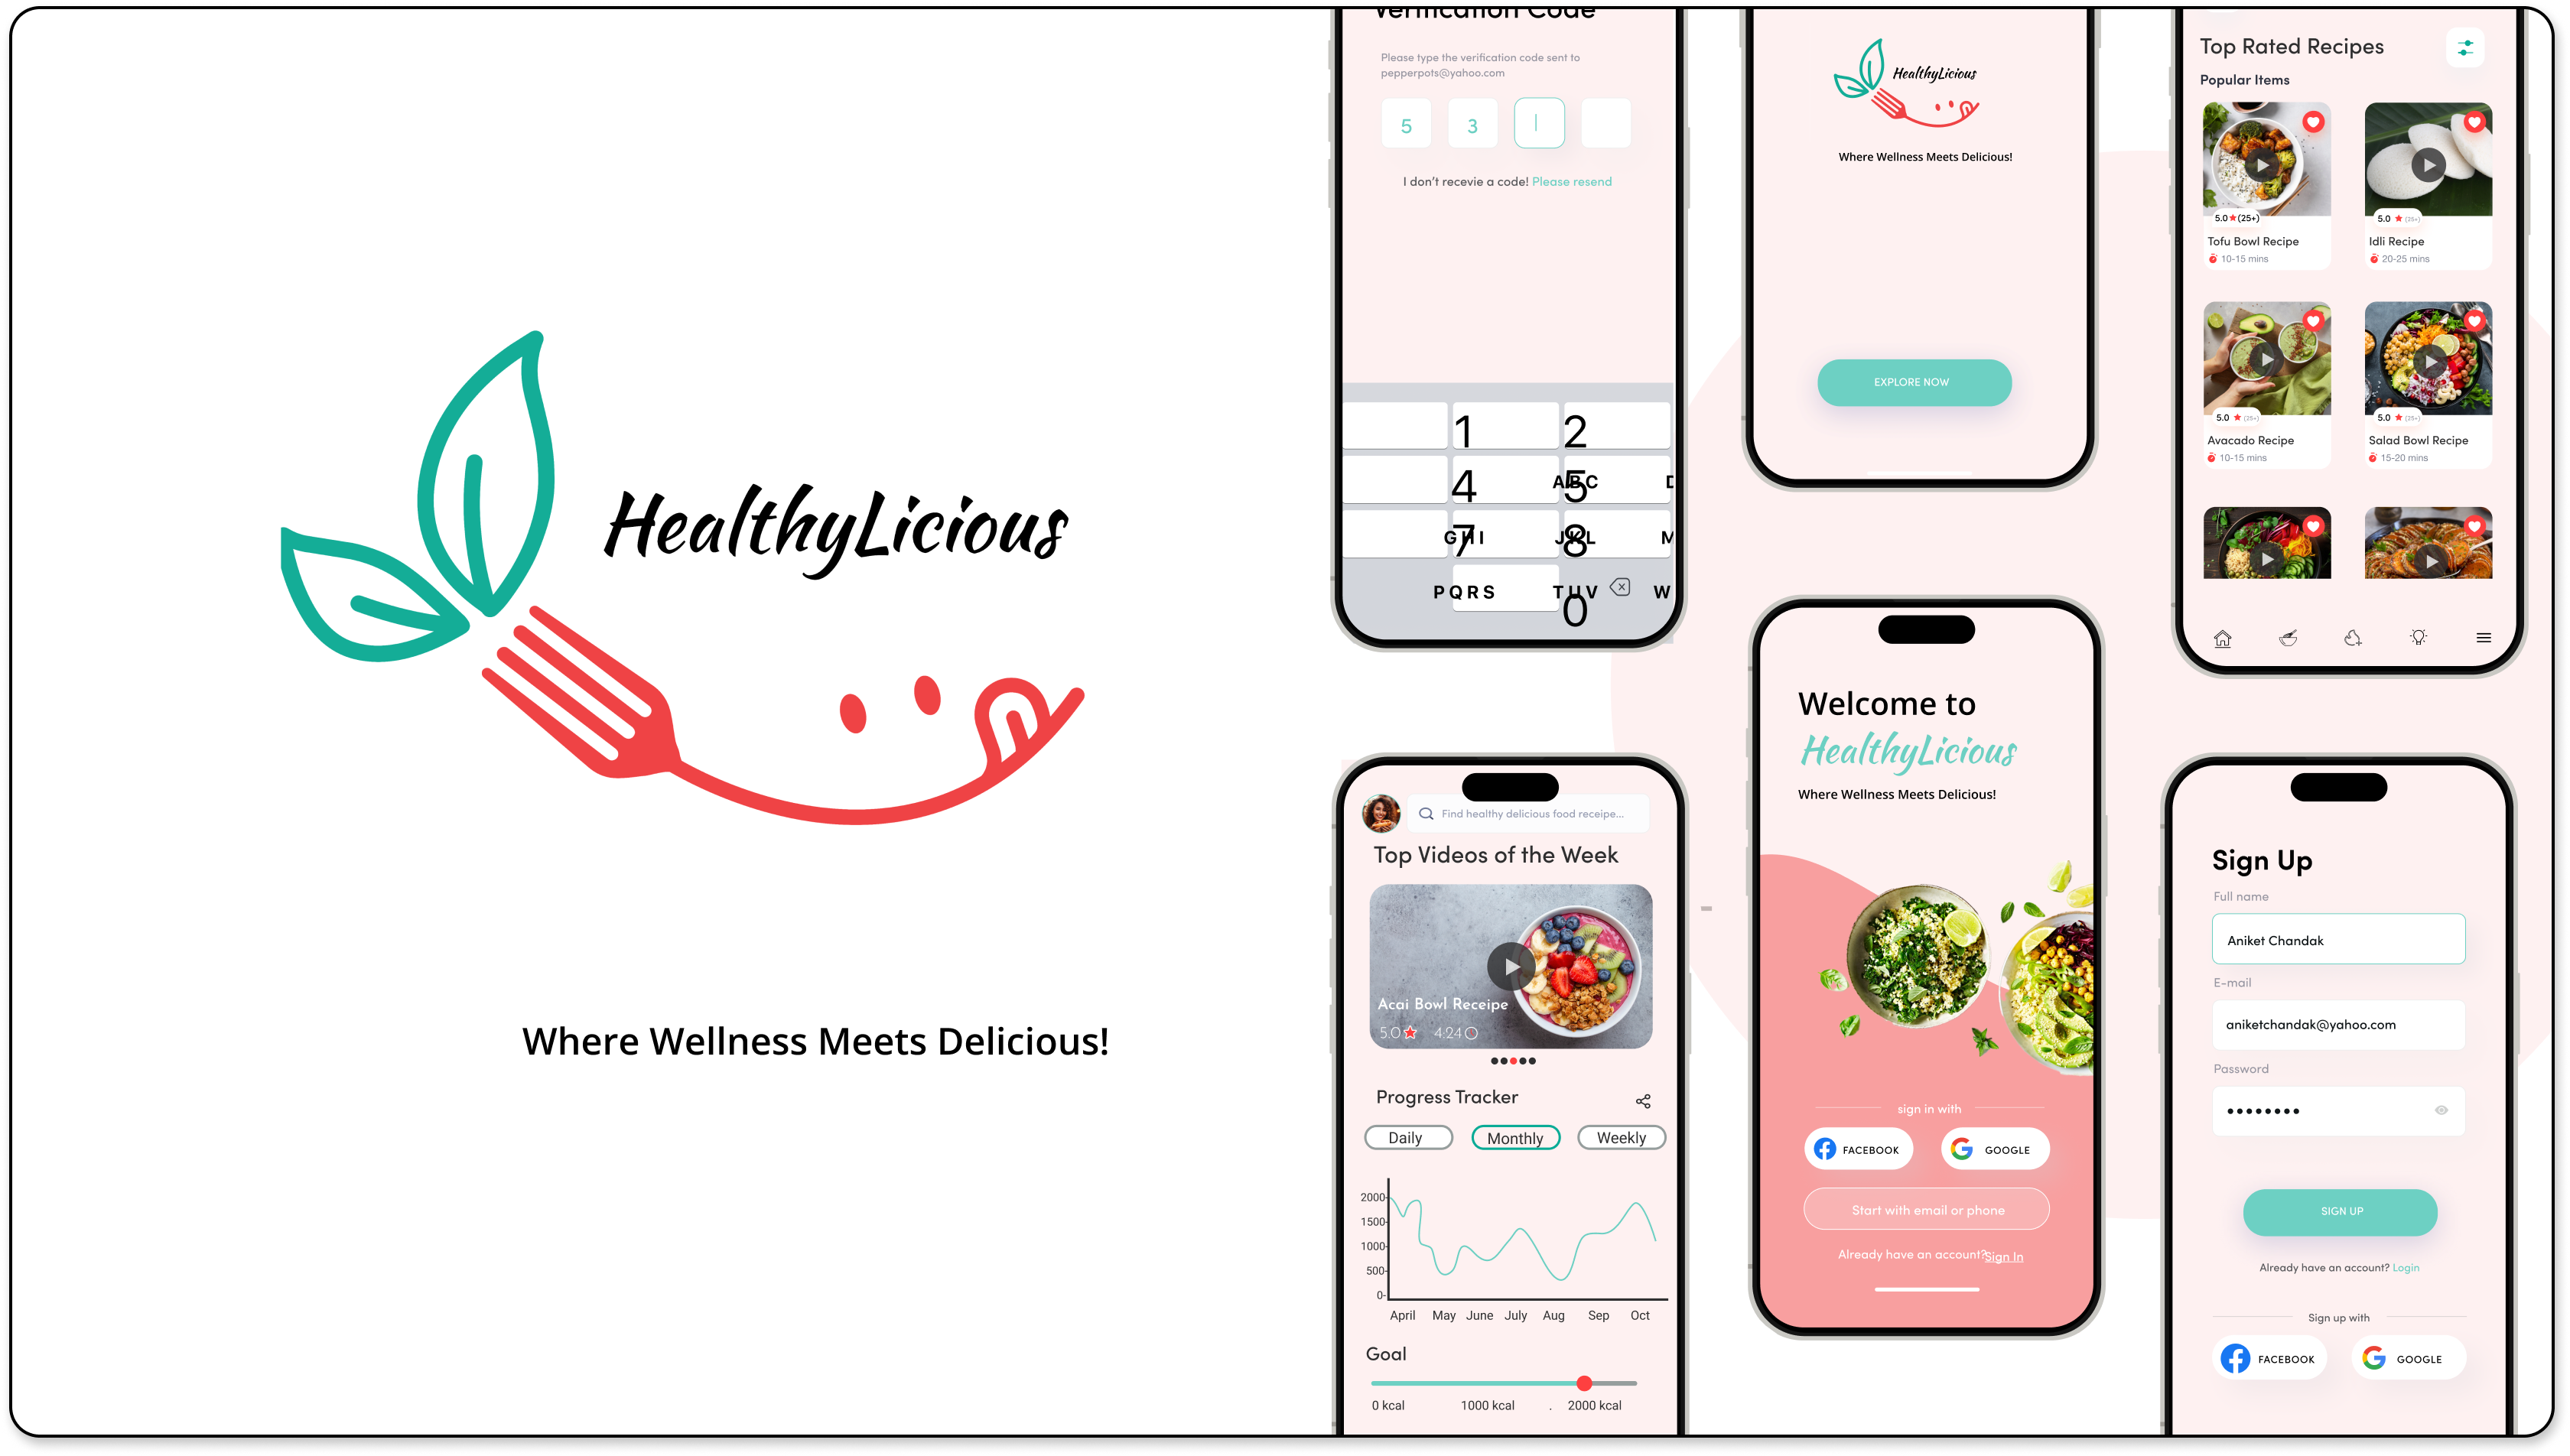 HealthyLicious
Where Wellness Meets Delicious!
Verification Code
Please type the verification code sent to
pepperpots@yahoo.com
5 3
I don't recevie a code! Please resend
1 2
4 ABC 5 D
GHI 7 JKL 8 M
PQRS TUV W
0
Top Videos of the Week
Find healthy delicious food receipe...
Acai Bowl Receipe
5.0 4:24
Progress Tracker
Daily Monthly Weekly
2000-
1500-
1000-
500-
0-
April May June July Aug Sep Oct
Goal
0 kcal 1000 kcal . 2000 kcal
HealthyLicious
Where Wellness Meets Delicious!
EXPLORE NOW
Welcome to
HealthyLicious
Where Wellness Meets Delicious!
sign in with
FACEBOOK GOOGLE
Start with email or phone
Already have an account? Sign In
Top Rated Recipes
Popular Items
5.0 (25+) 5.0 (25+)
Tofu Bowl Recipe Idli Recipe
10-15 mins 20-25 mins
5.0 (25+) 5.0 (25+)
Avacado Recipe Salad Bowl Recipe
10-15 mins 15-20 mins
Sign Up
Full name
Aniket Chandak
E-mail
aniketchandak@yahoo.com
Password
SIGN UP
Already have an account? Login
Sign up with
FACEBOOK GOOGLE